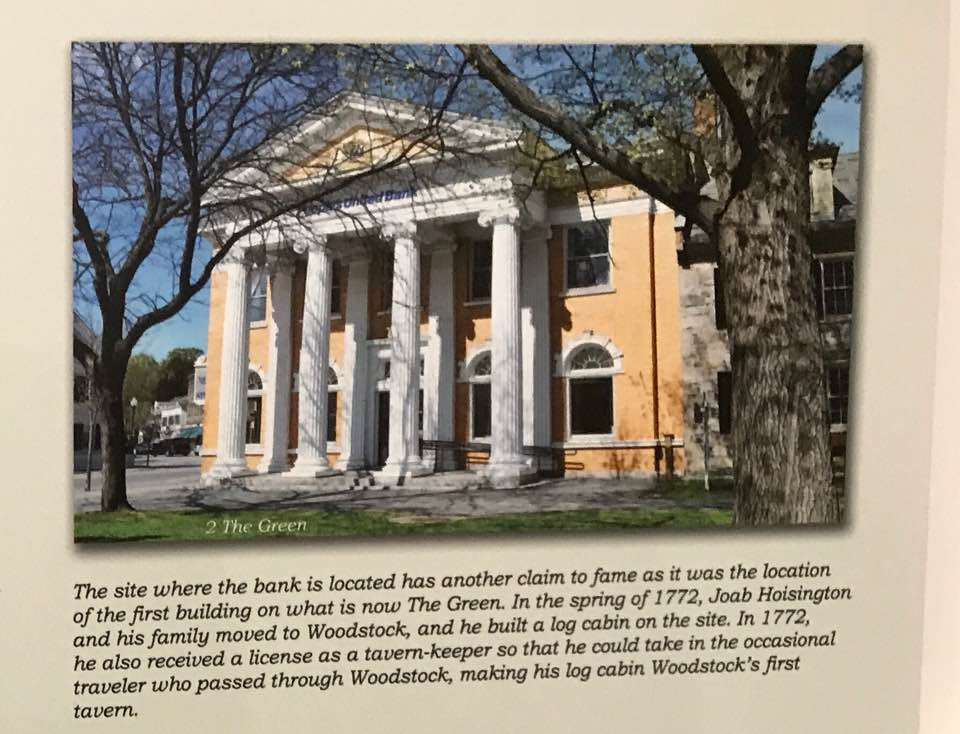 United Bank
2 The Green
The site where the bank is located has another claim to fame as it was the location
of the first building on what is now The Green. In the spring of 1772, Joab Hoisington
and his family moved to Woodstock, and he built a log cabin on the site. In 1772,
he also received a license as a tavern-keeper so that he could take in the occasional
traveler who passed through Woodstock, making his log cabin Woodstock's first
tavern.